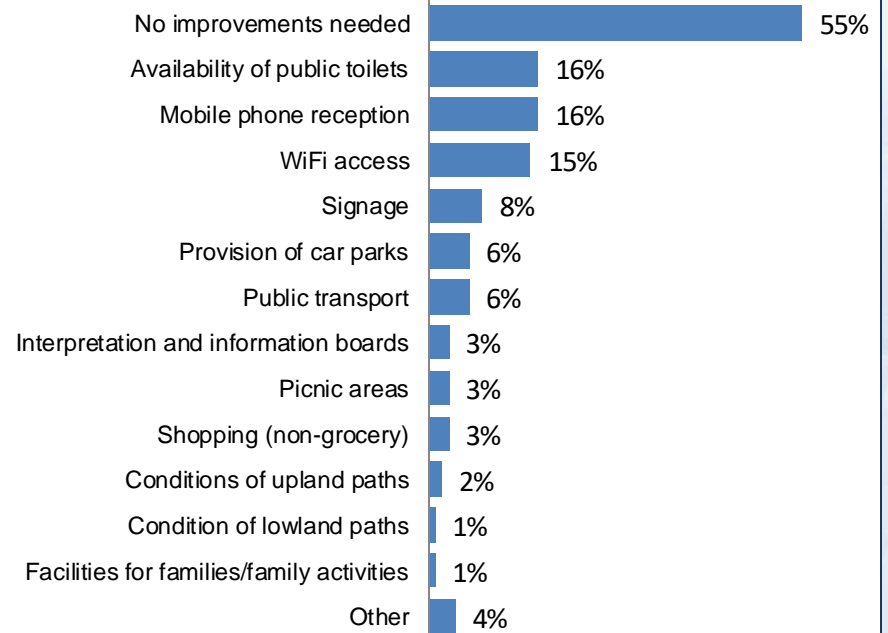 No improvements needed 55%
Availability of public toilets 16%
Mobile phone reception 16%
WiFi access 15%
Signage 8%
Provision of car parks 6%
Public transport 6%
Interpretation and information boards 3%
Picnic areas 3%
Shopping (non-grocery) 3%
Conditions of upland paths 2%
Condition of lowland paths 1%
Facilities for families/family activities 1%
Other 4%